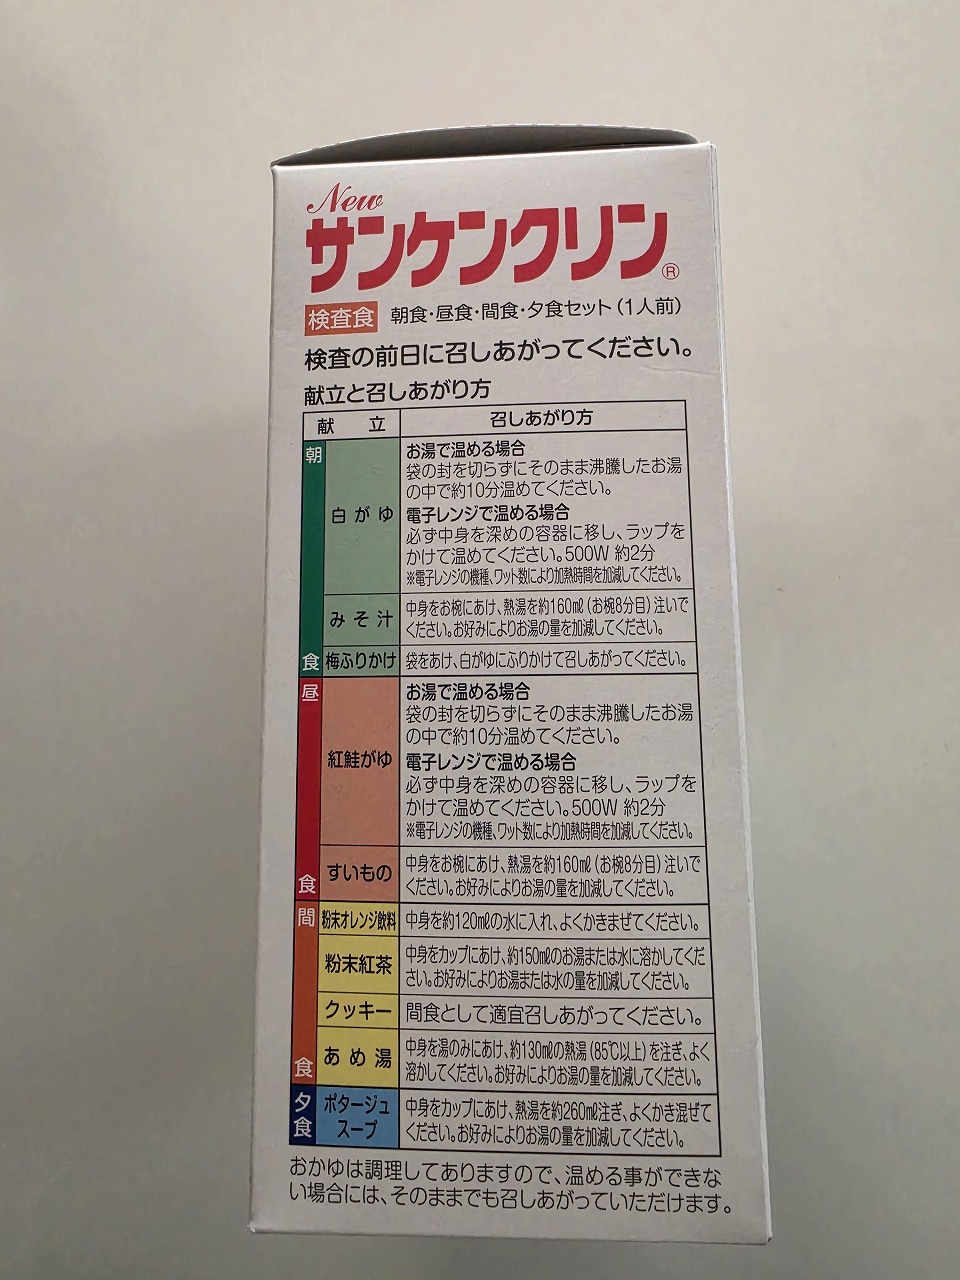 New
サンケンクリン®
検査食 朝食・昼食・間食・夕食セット(1人前)
検査の前日に召しあがってください。
献立と召しあがり方
献立 召しあがり方
朝食
白がゆ
お湯で温める場合
袋の封を切らずにそのまま沸騰したお湯
の中で約10分温めてください。
電子レンジで温める場合
必ず中身を深めの容器に移し、ラップを
かけて温めてください。500W 約2分
※電子レンジの機種、ワット数により加熱時間を加減してください。
みそ汁
中身をお椀にあけ、熱湯を約160㎖(お椀8分目)注いで
ください。お好みによりお湯の量を加減してください。
梅ふりかけ 袋をあけ、白がゆにふりかけて召しあがってください。
昼食
紅鮭がゆ
お湯で温める場合
袋の封を切らずにそのまま沸騰したお湯
の中で約10分温めてください。
電子レンジで温める場合
必ず中身を深めの容器に移し、ラップを
かけて温めてください。500W 約2分
※電子レンジの機種、ワット数により加熱時間を加減してください。
すいもの
中身をお椀にあけ、熱湯を約160㎖(お椀8分目)注いで
ください。お好みによりお湯の量を加減してください。
間食
粉末オレンジ飲料 中身を約120㎖の水に入れ、よくかきまぜてください。
粉末紅茶
中身をカップにあけ、約150㎖のお湯または水に溶かしてくだ
さい。お好みによりお湯または水の量を加減してください。
クッキー 間食として適宜召しあがってください。
あめ湯
中身を湯のみにあけ、約130㎖の熱湯(85℃以上)を注ぎ、よく
溶かしてください。お好みによりお湯の量を加減してください。
夕食
ポタージュ
スープ
中身をカップにあけ、熱湯を約260㎖注ぎ、よくかき混ぜて
ください。お好みによりお湯の量を加減してください。
おかゆは調理してありますので、温める事ができな
い場合には、そのままでも召しあがっていただけます。